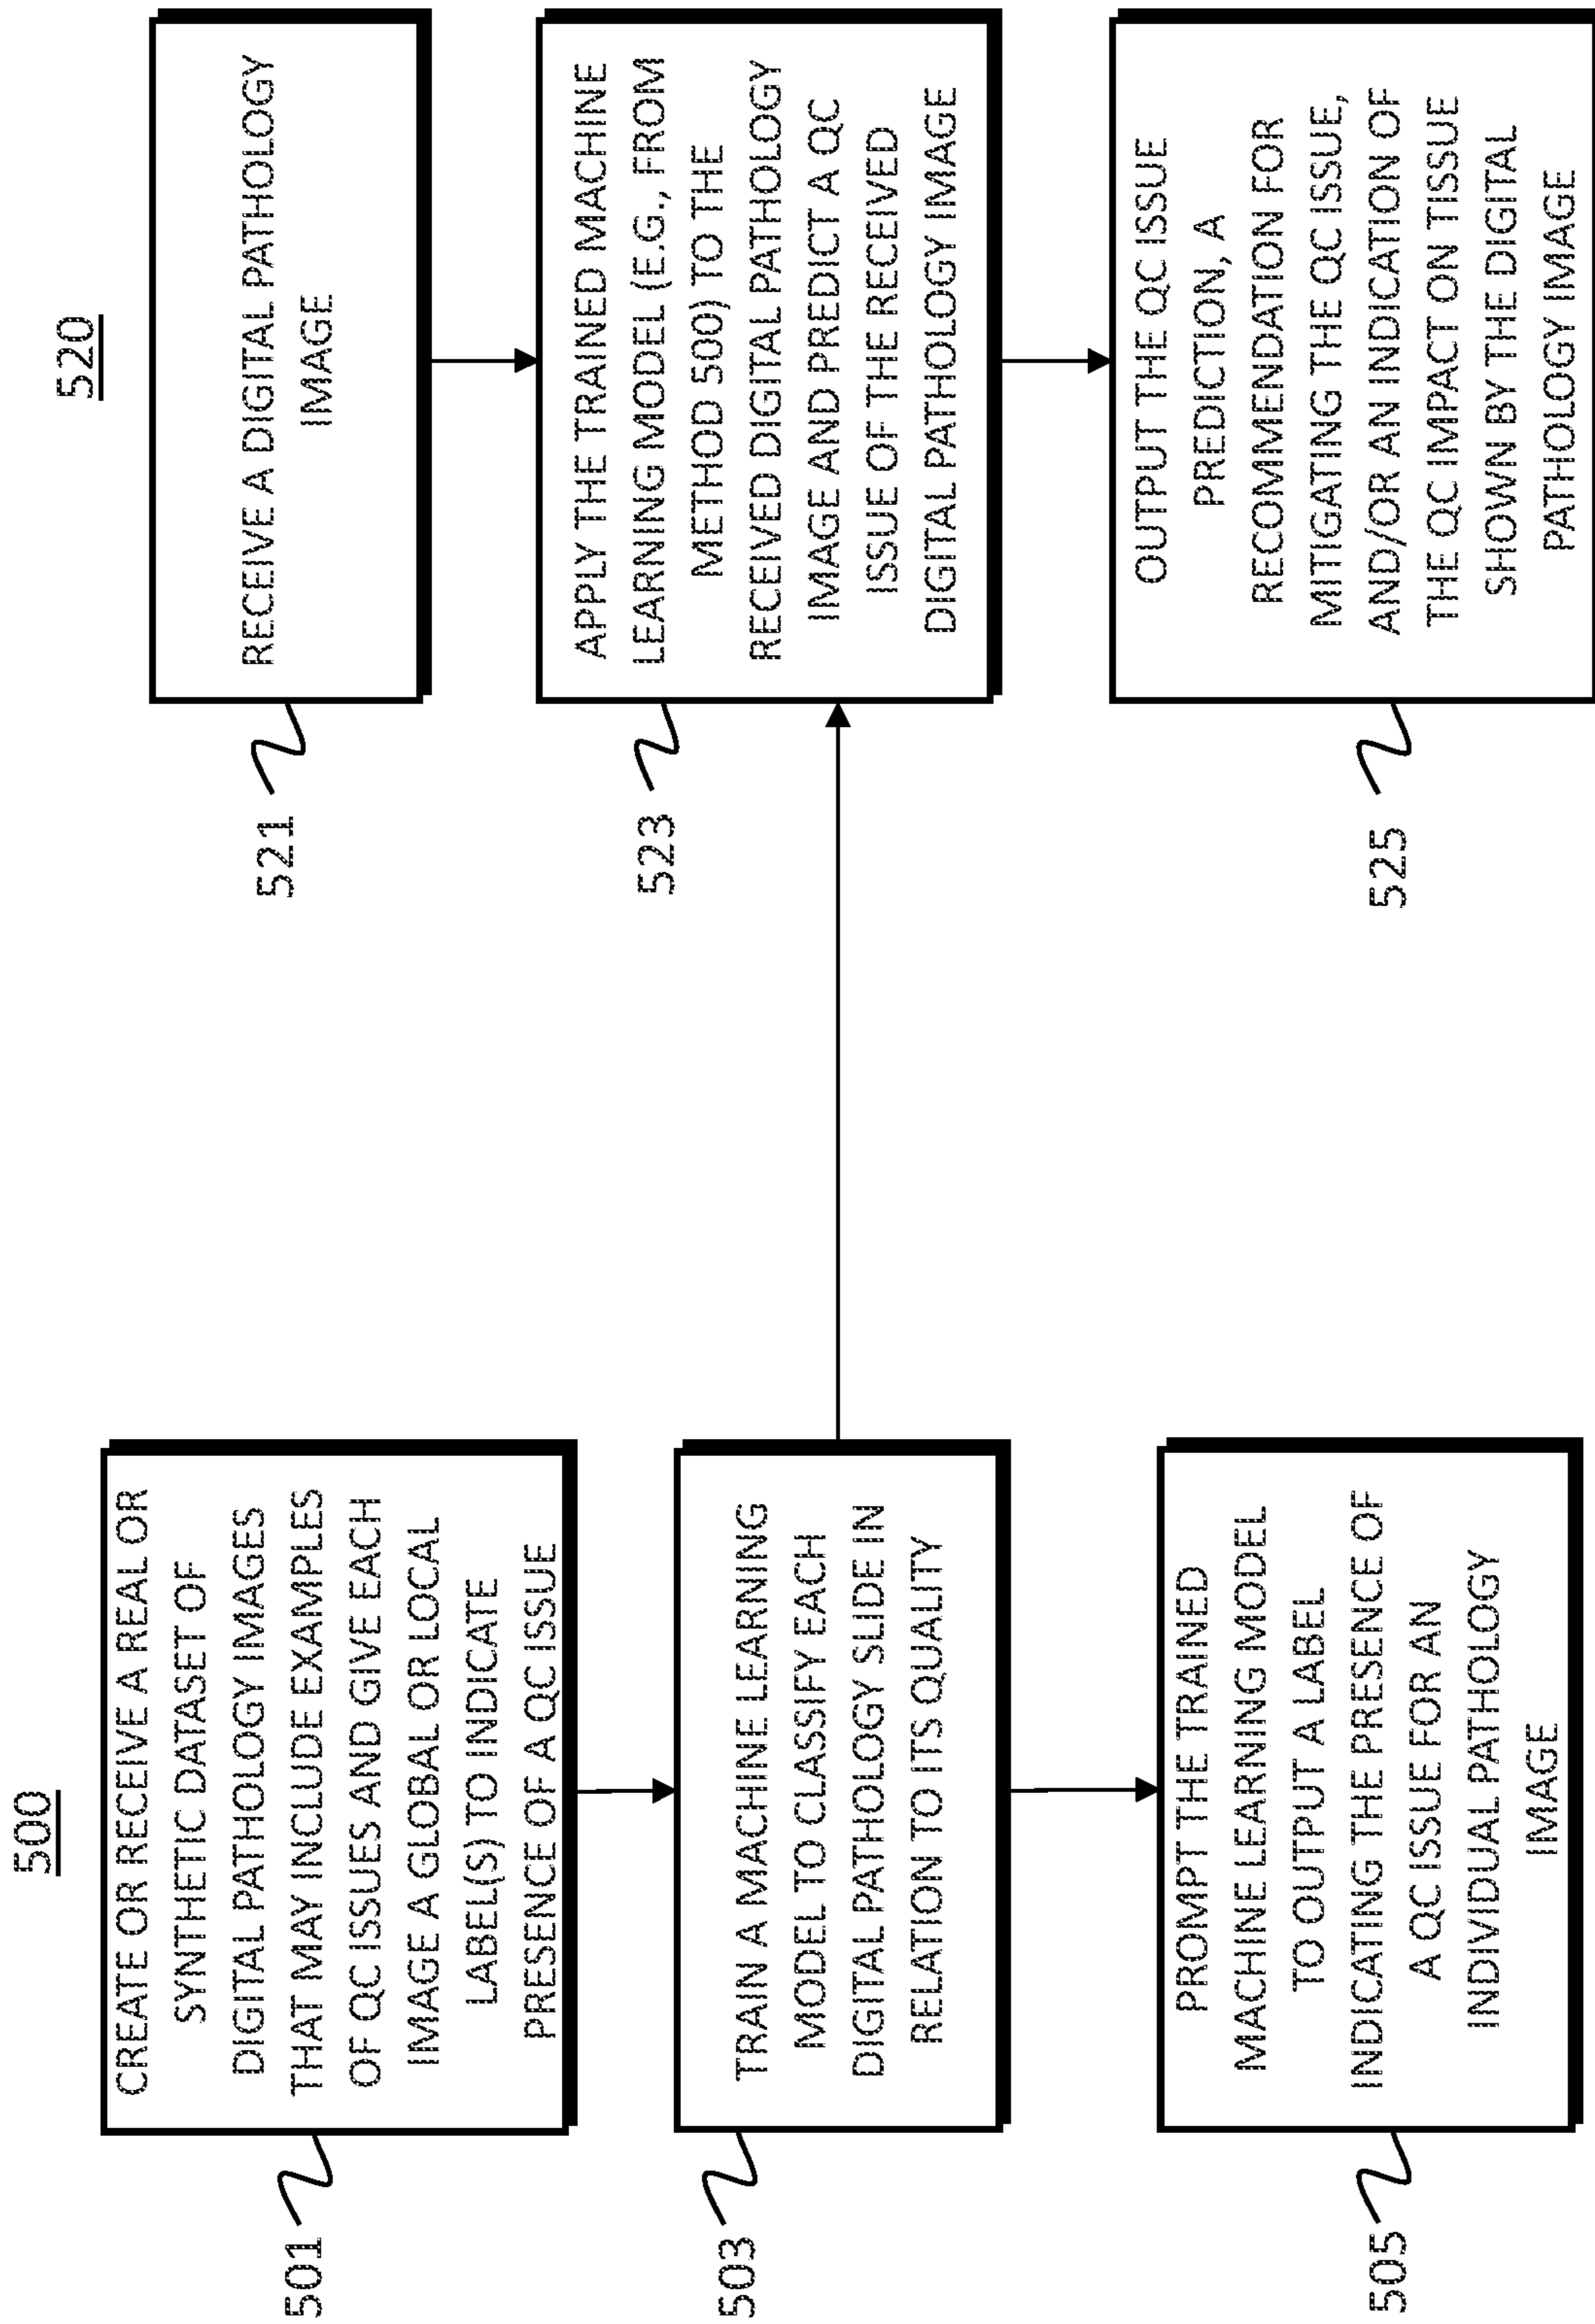 500
501
CREATE OR RECEIVE A REAL OR
SYNTHETIC DATASET OF
DIGITAL PATHOLOGY IMAGES
THAT MAY INCLUDE EXAMPLES
OF QC ISSUES AND GIVE EACH
IMAGE A GLOBAL OR LOCAL
LABEL(S) TO INDICATE
PRESENCE OF A QC ISSUE
503
TRAIN A MACHINE LEARNING
MODEL TO CLASSIFY EACH
DIGITAL PATHOLOGY SLIDE IN
RELATION TO ITS QUALITY
505
PROMPT THE TRAINED
MACHINE LEARNING MODEL
TO OUTPUT A LABEL
INDICATING THE PRESENCE OF
A QC ISSUE FOR AN
INDIVIDUAL PATHOLOGY
IMAGE
520
521
RECEIVE A DIGITAL PATHOLOGY
IMAGE
523
APPLY THE TRAINED MACHINE
LEARNING MODEL (E.G., FROM
METHOD 500) TO THE
RECEIVED DIGITAL PATHOLOGY
IMAGE AND PREDICT A QC
ISSUE OF THE RECEIVED
DIGITAL PATHOLOGY IMAGE
525
OUTPUT THE QC ISSUE
PREDICTION, A
RECOMMENDATION FOR
MITIGATING THE QC ISSUE,
AND/OR AN INDICATION OF
THE QC IMPACT ON TISSUE
SHOWN BY THE DIGITAL
PATHOLOGY IMAGE